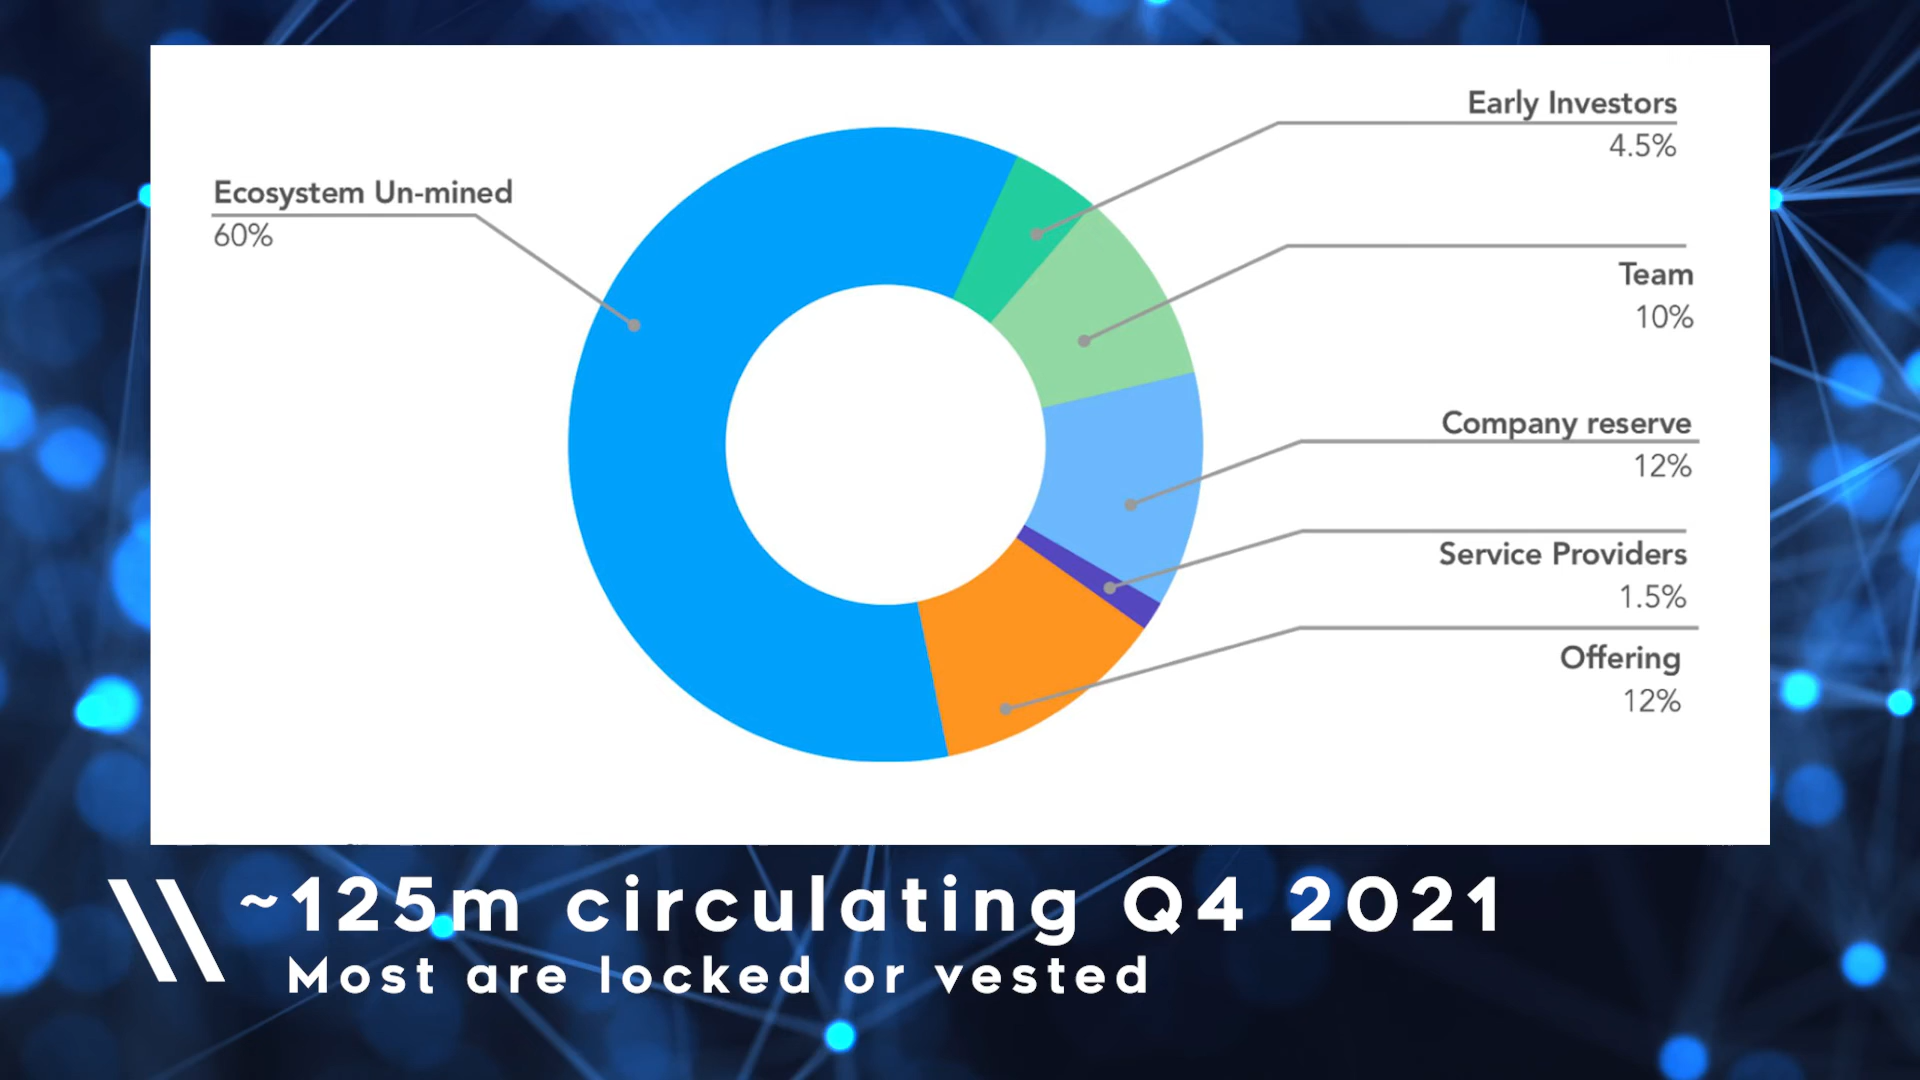 Early Investors
4.5%
Ecosystem Un-mined
60%
Team
10%
Company reserve
12%
Service Providers
1.5%
Offering
12%
~125m circulating Q4 2021
Most are locked or vested